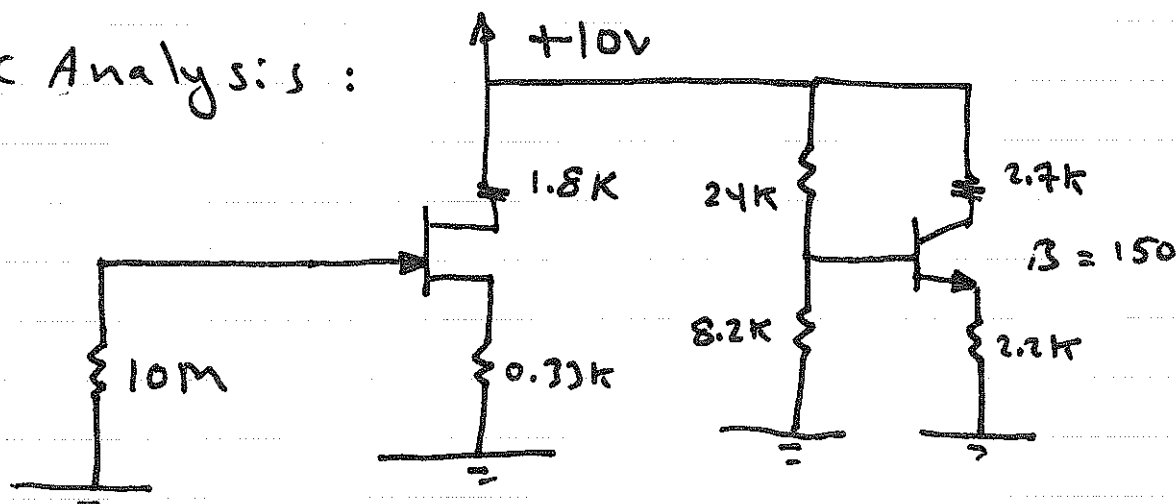 Analysis :
+10V
1.8K
24K
2.7K
β = 150
10M
0.33K
8.2K
2.2K